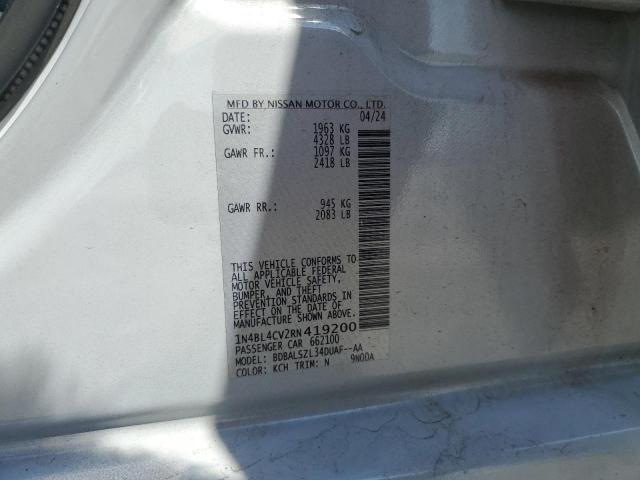 MFD BY NISSAN MOTOR CO., LTD.
DATE: 04/24
GVWR: 1963 KG
4328 LB
GAWR FR.: 1097 KG
2418 LB
GAWR RR.: 945 KG
2083 LB
THIS VEHICLE CONFORMS TO
ALL APPLICABLE FEDERAL
MOTOR VEHICLE SAFETY,
BUMPER, AND THEFT
PREVENTION STANDARDS IN
EFFECT ON THE DATE OF
MANUFACTURE SHOWN ABOVE.
1N4BL4CV2RN419200
PASSENGER CAR 662100
MODEL: BDBALSZL34DUAF--AA
COLOR: KCH TRIM: N 9NODA